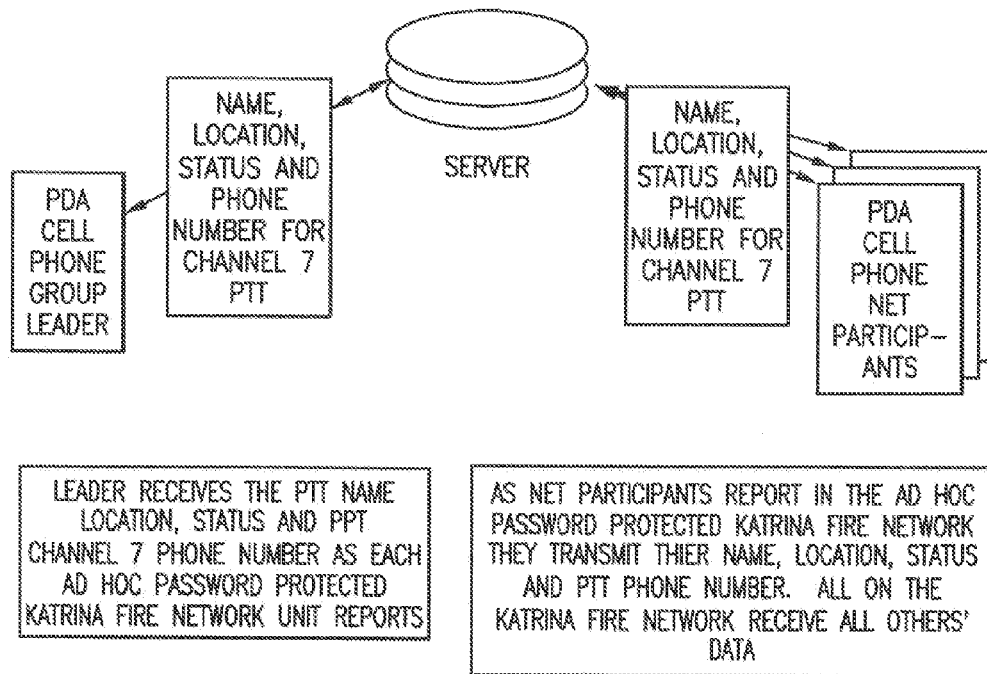 SERVER
PDA
CELL
PHONE
GROUP
LEADER
NAME,
LOCATION,
STATUS AND
PHONE
NUMBER FOR
CHANNEL 7
PTT
NAME,
LOCATION,
STATUS AND
PHONE
NUMBER FOR
CHANNEL 7
PTT
PDA
CELL
PHONE
NET
PARTICIP-
ANTS
LEADER RECEIVES THE PTT NAME
LOCATION, STATUS AND PPT
CHANNEL 7 PHONE NUMBER AS EACH
AD HOC PASSWORD PROTECTED
KATRINA FIRE NETWORK UNIT REPORTS
AS NET PARTICIPANTS REPORT IN THE AD HOC
PASSWORD PROTECTED KATRINA FIRE NETWORK
THEY TRANSMIT THIER NAME, LOCATION, STATUS
AND PTT PHONE NUMBER. ALL ON THE
KATRINA FIRE NETWORK RECEIVE ALL OTHERS'
DATA